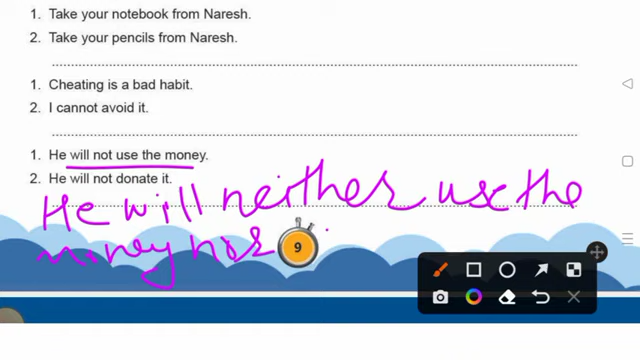 1. Take your notebook from Naresh.
2. Take your pencils from Naresh.
1. Cheating is a bad habit.
2. I cannot avoid it.
1. He will not use the money.
2. He will not donate it.
He will neither use the
money nor
9